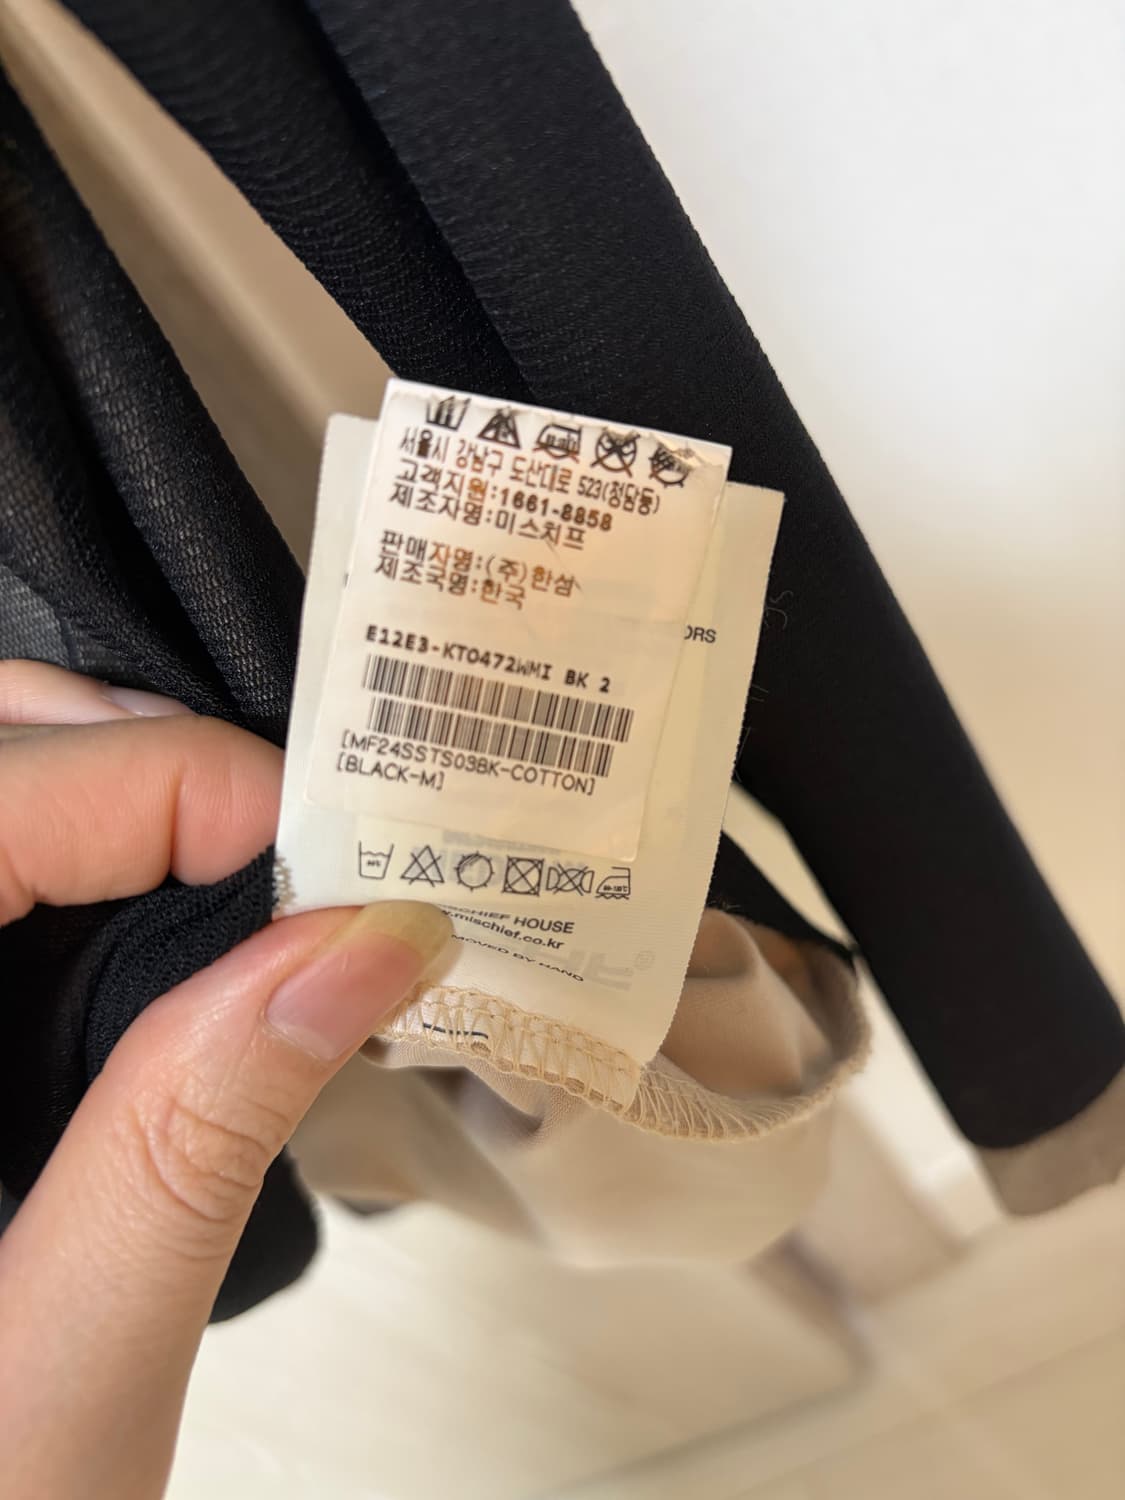 서울시 강남구 도산대로 523(청담동)
고객지원:1661-8858
제조자명:미스치프
판매자명:(주)한섬
제조국명:한국
E12E3-KT0472WMI BK 2
[MF24SSTS03BK-COTTON]
[BLACK-M]
ORS
MISCHIEF HOUSE
w.mischief.co.kr
MOVED BY HAND